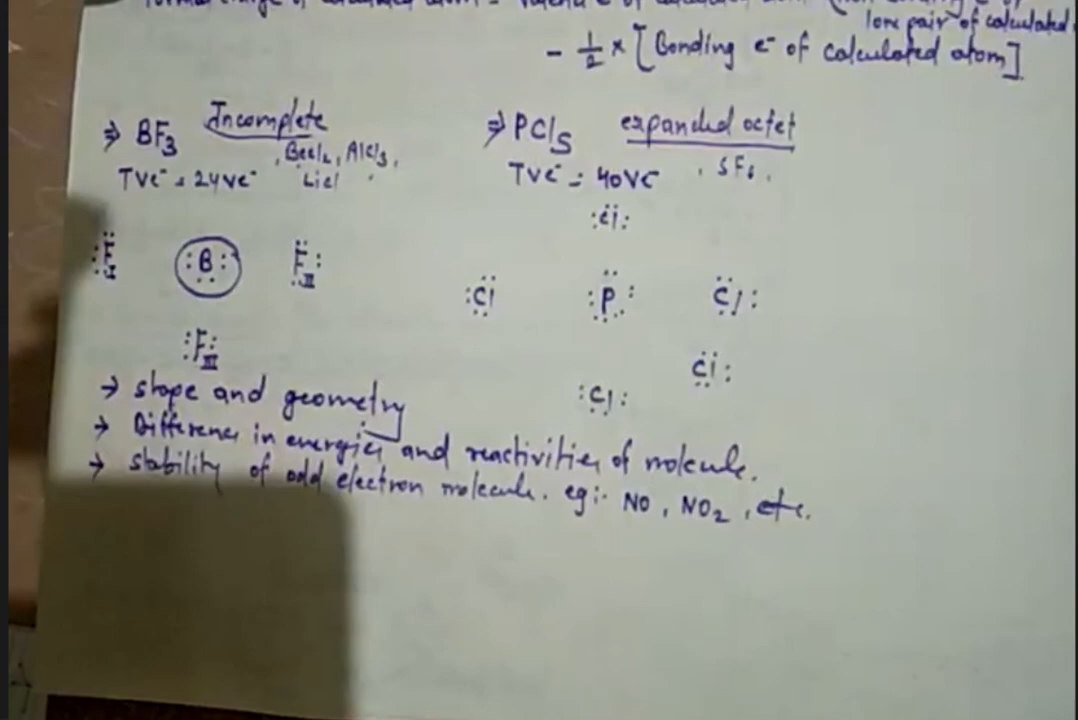 lone pair of calculated
- 1/2 × [Bonding e⁻ of calculated atom]
⇒ BF₃ Incomplete
, BeCl₂, AlCl₃,
TVe⁻ = 24Ve⁻ LiCl
⇒ PCl₅ expanded octet
TVe⁻ = 40Ve⁻ , SF₆,
:Cl:
:F I :B: F: II
:Cl :P: Cl:
:F: III
Cl:
:Cl:
→ shape and geometry
→ Difference in energies and reactivities of molecule.
→ stability of odd electron molecule. eg:- NO, NO₂, etc.